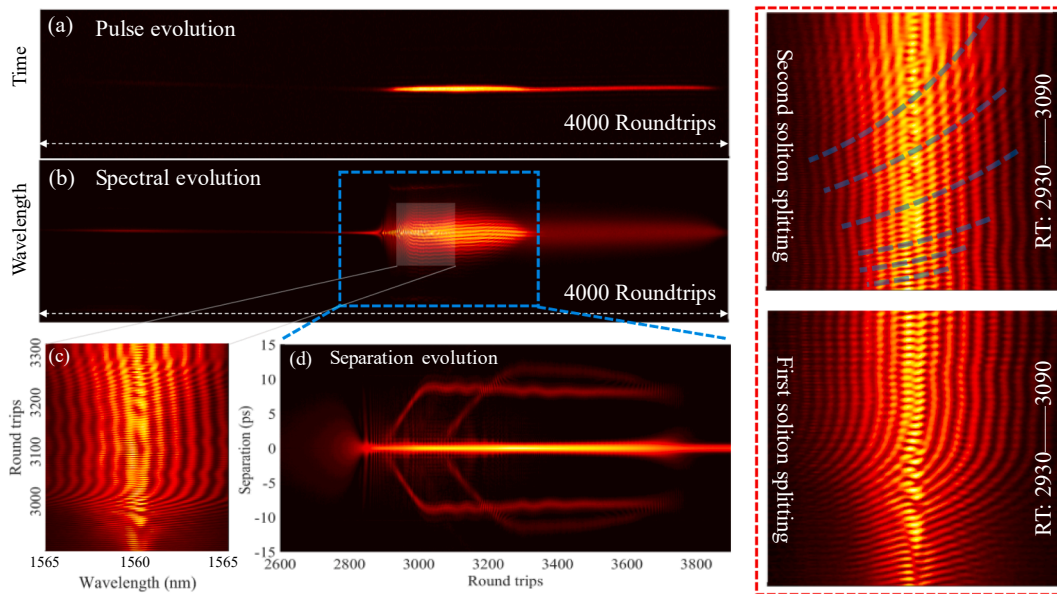 (a) Pulse evolution
Time
4000 Roundtrips
(b) Spectral evolution
Wavelength
4000 Roundtrips
(c)
3300
3200
3100
3000
Round trips
1565
1560
1565
Wavelength (nm)
(d) Separation evolution
15
10
5
0
-5
-10
-15
Separation (ps)
2600
2800
3000
3200
3400
3600
3800
Round trips
Second soliton splitting
RT: 2930——3090
First soliton splitting
RT: 2930——3090